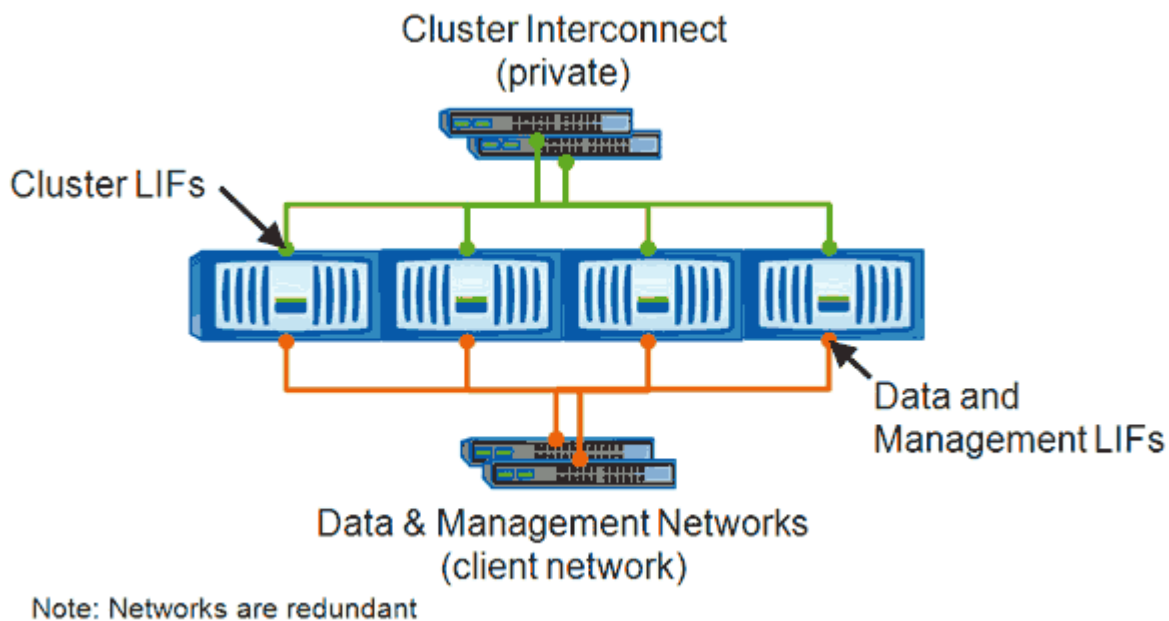 Cluster Interconnect
(private)
Cluster LIFs
Data and
Management LIFs
Data & Management Networks
(client network)
Note: Networks are redundant